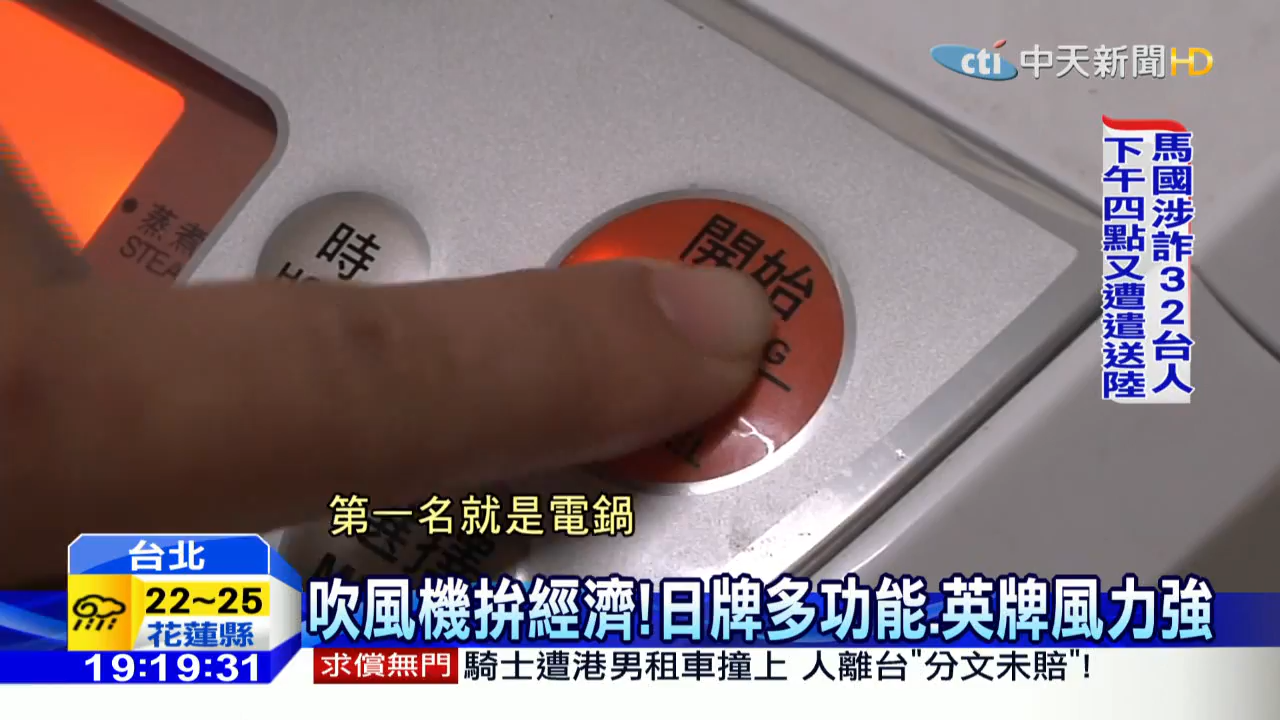 cti中天新聞HD
馬國涉詐32台人
下午四點又遭遣送陸
蒸煮
STEA
時
開始
第一名就是電鍋
選擇
台北
22~25
花蓮縣
19:19:31
吹風機拚經濟!日牌多功能.英牌風力強
求償無門 騎士遭港男租車撞上 人離台"分文未賠"!